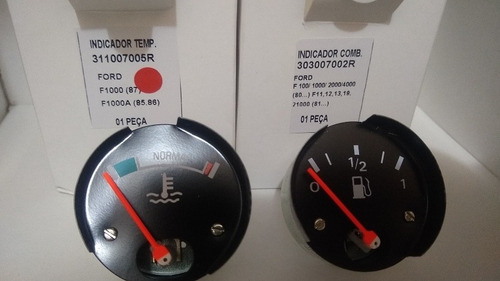 INDICADOR TEMP.
311007005R
FORD
F1000 (87)
F1000A (85.86)
01 PEÇA
INDICADOR COMB.
303007002R
FORD
F 100/ 1000/ 2000/4000
(80...) F11,12,13,19,
21000 (81...)
01 PEÇA
NORMAL
0 1/2 1